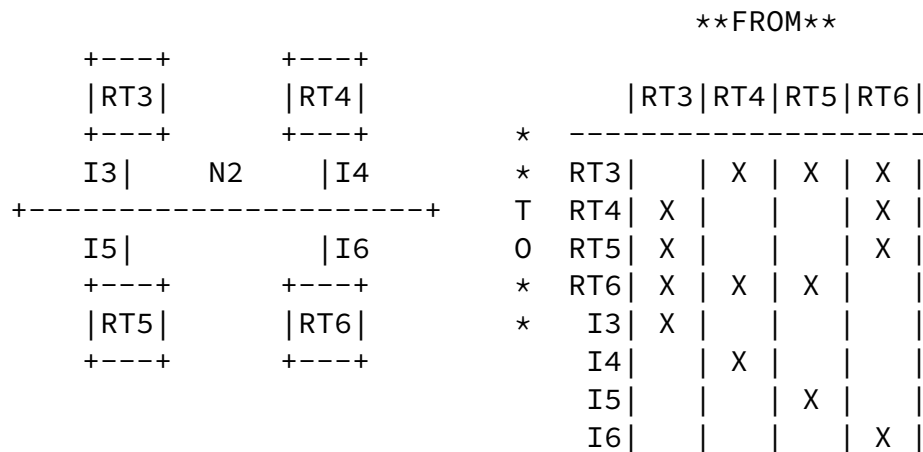 **FROM**
      +---+      +---+
      |RT3|      |RT4|              |RT3|RT4|RT5|RT6|
      +---+      +---+        *  --------------------
      I3|    N2    |I4        *  RT3|   | X | X | X |
  +----------------------+    T  RT4| X |   |   | X |
      I5|          |I6        O  RT5| X |   |   | X |
      +---+      +---+        *  RT6| X | X | X |   |
      |RT5|      |RT6|        *   I3| X |   |   |   |
      +---+      +---+            I4|   | X |   |   |
                                  I5|   |   | X |   |
                                  I6|   |   |   | X |